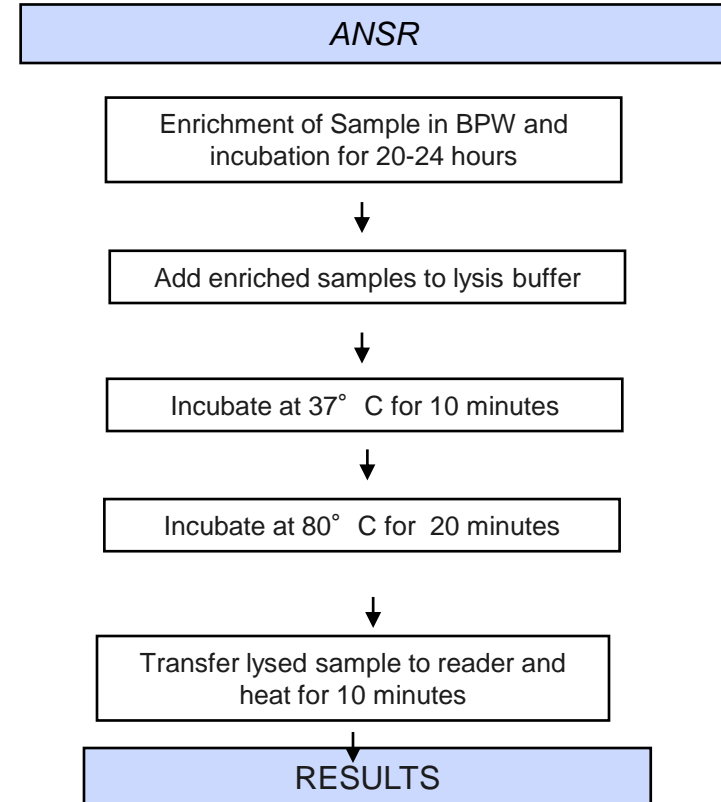 ANSR
Enrichment of Sample in BPW and
incubation for 20-24 hours
Add enriched samples to lysis buffer
Incubate at 37° C for 10 minutes
Incubate at 80° C for 20 minutes
Transfer lysed sample to reader and
heat for 10 minutes
RESULTS